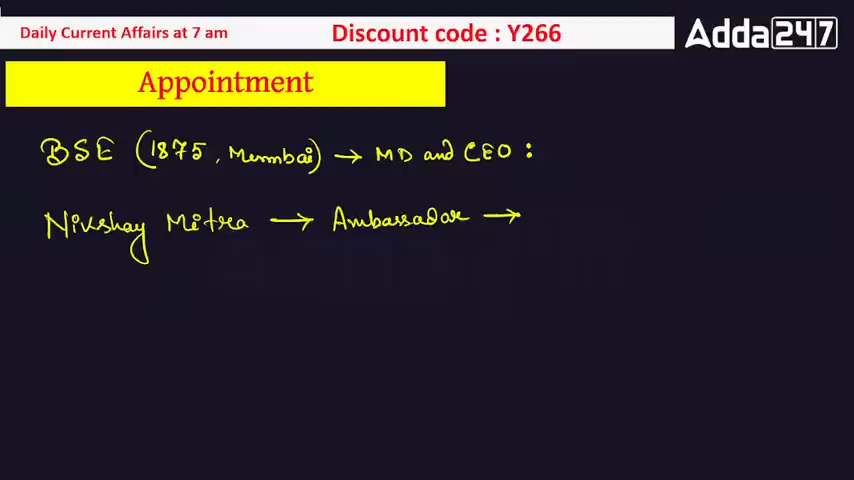 Daily Current Affairs at 7 am Discount code : Y266 Adda247
Appointment
BSE (1875, Mumbai) → MD and CEO :
Nikshay Mitra → Ambassador →